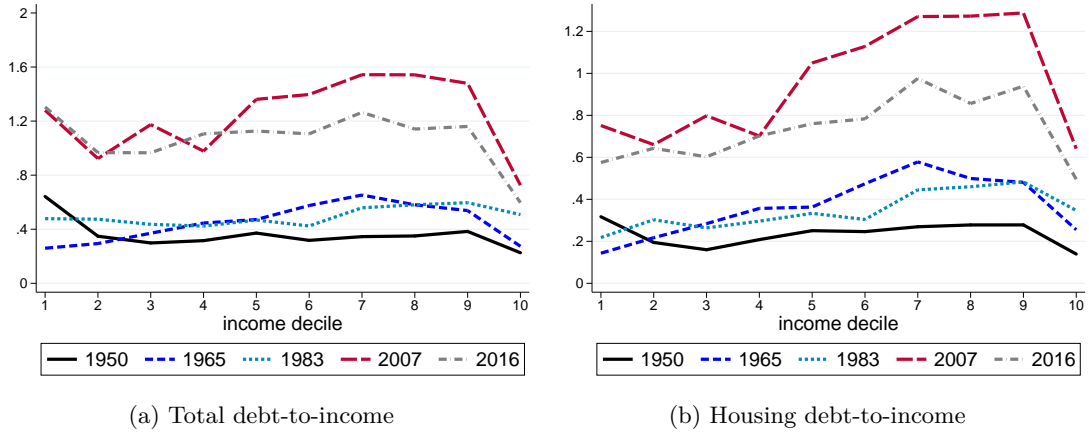 2
1.6
1.2
.8
.4
0
1 2 3 4 5 6 7 8 9 10
income decile
1950 1965 1983 2007 2016
(a) Total debt-to-income
1.2
1
.8
.6
.4
.2
0
1 2 3 4 5 6 7 8 9 10
income decile
1950 1965 1983 2007 2016
(b) Housing debt-to-income